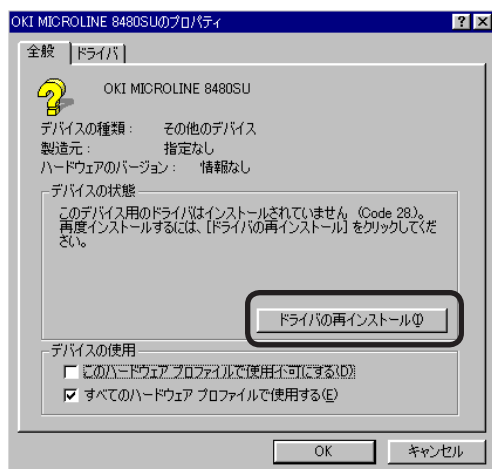 OKI MICROLINE 8480SUのプロパティ
全般 ドライバ
OKI MICROLINE 8480SU
デバイスの種類： その他のデバイス
製造元： 指定なし
ハードウェアのバージョン： 情報なし
デバイスの状態
このデバイス用のドライバはインストールされていません （Code 28.）。
再度インストールするには、［ドライバの再インストール］ をクリックしてくだ
さい。
ドライバの再インストール(I)
デバイスの使用
このハードウェア プロファイルで使用不可にする(D)
すべてのハードウェア プロファイルで使用する(E)
OK キャンセル